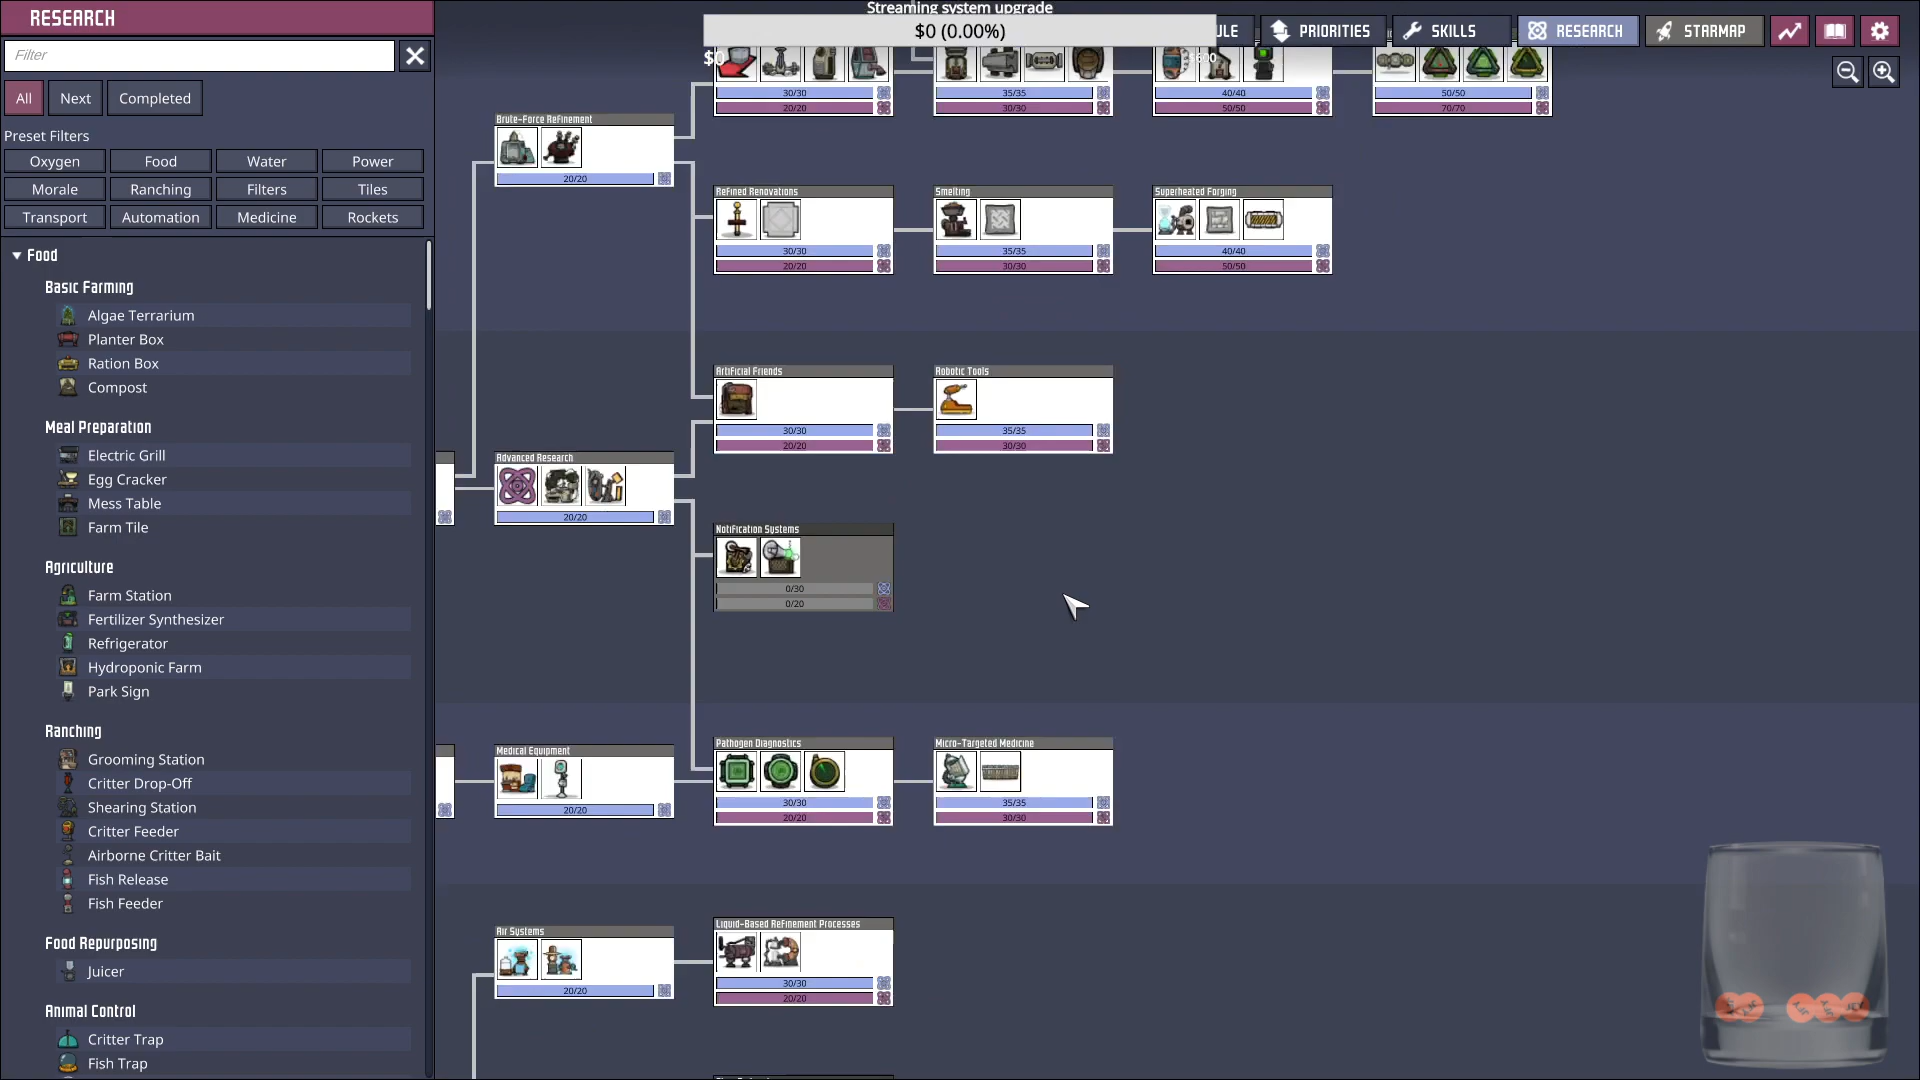 RESEARCH
Streaming system upgrade
$0 (0.00%)
$0
$600
ULE
PRIORITIES
SKILLS
RESEARCH
STARMAP
Filter
All
Next
Completed
Preset Filters
Oxygen
Food
Water
Power
Morale
Ranching
Filters
Tiles
Transport
Automation
Medicine
Rockets
Food
Basic Farming
Algae Terrarium
Planter Box
Ration Box
Compost
Meal Preparation
Electric Grill
Egg Cracker
Mess Table
Farm Tile
Agriculture
Farm Station
Fertilizer Synthesizer
Refrigerator
Hydroponic Farm
Park Sign
Ranching
Grooming Station
Critter Drop-Off
Shearing Station
Critter Feeder
Airborne Critter Bait
Fish Release
Fish Feeder
Food Repurposing
Juicer
Animal Control
Critter Trap
Fish Trap
30/30
20/20
35/35
30/30
40/40
50/50
50/50
70/70
Brute-Force Refinement
20/20
Refined Renovations
30/30
20/20
Smelting
35/35
30/30
Superheated Forging
40/40
50/50
Artificial Friends
30/30
20/20
Robotic Tools
35/35
30/30
Advanced Research
20/20
Notification Systems
0/30
0/20
Medical Equipment
20/20
Pathogen Diagnostics
30/30
20/20
Micro-Targeted Medicine
35/35
30/30
Air Systems
20/20
Liquid-Based Refinement Processes
30/30
20/20